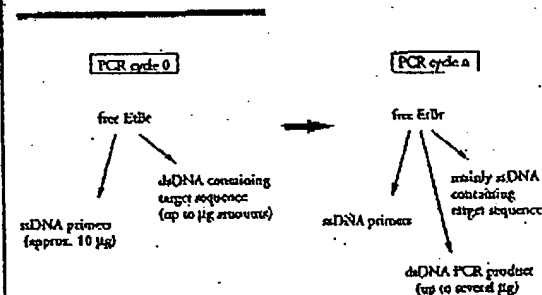 PCR cycle 0
free EtBr
dsDNA containing
target sequence
(up to µg amounts)
ssDNA primers
(approx. 10 µg)
PCR cycle n
free EtBr
mainly ssDNA
containing
target sequence
ssDNA primers
dsDNA PCR product
(up to several µg)